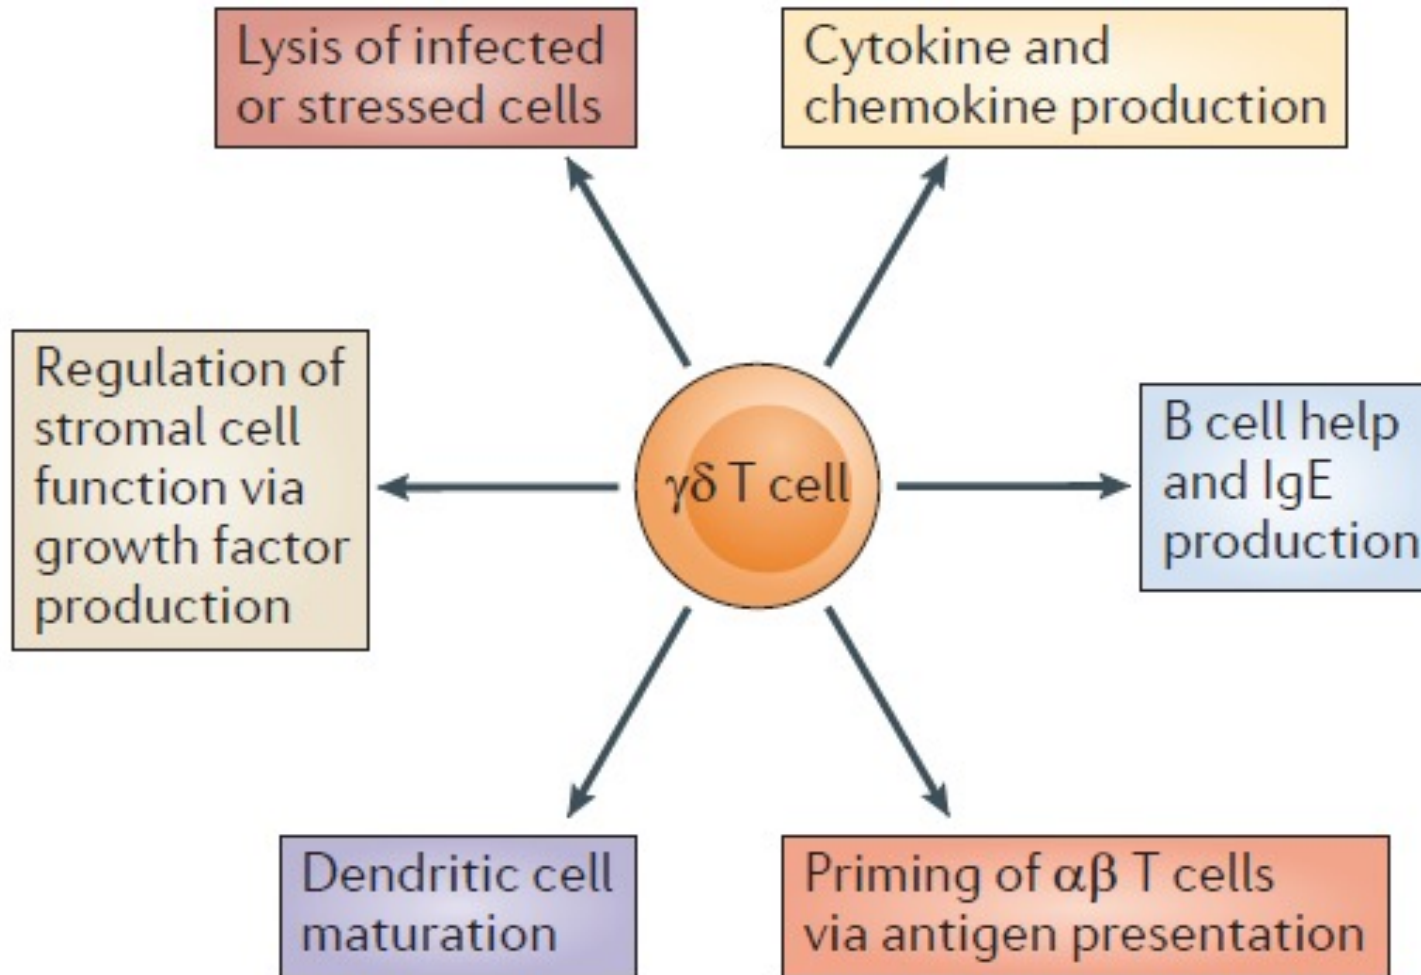 Lysis of infected
or stressed cells
Cytokine and
chemokine production
Regulation of
stromal cell
function via
growth factor
production
γδ T cell
B cell help
and IgE
production
Dendritic cell
maturation
Priming of αβ T cells
via antigen presentation